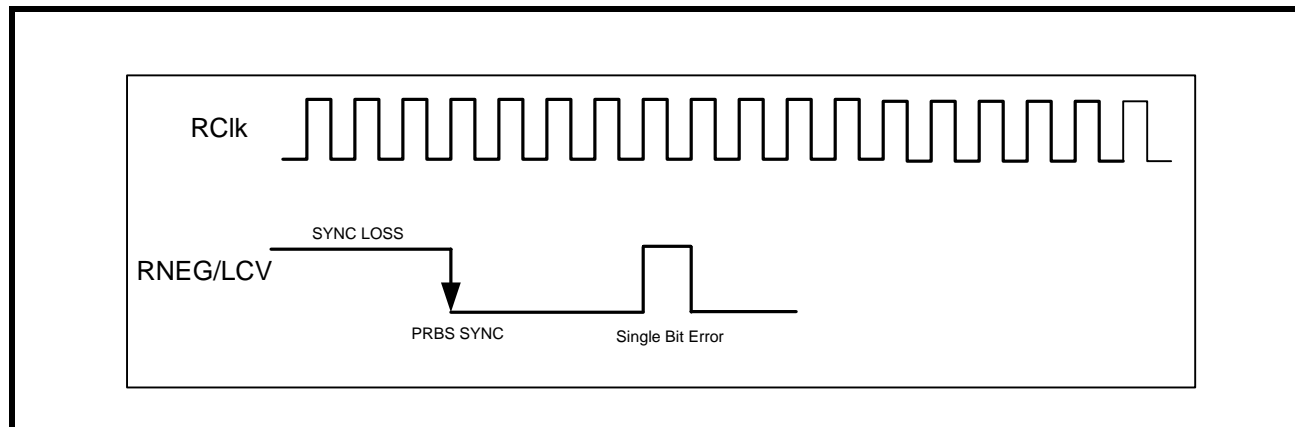 RClk
SYNC LOSS
RNEG/LCV
PRBS SYNC
Single Bit Error